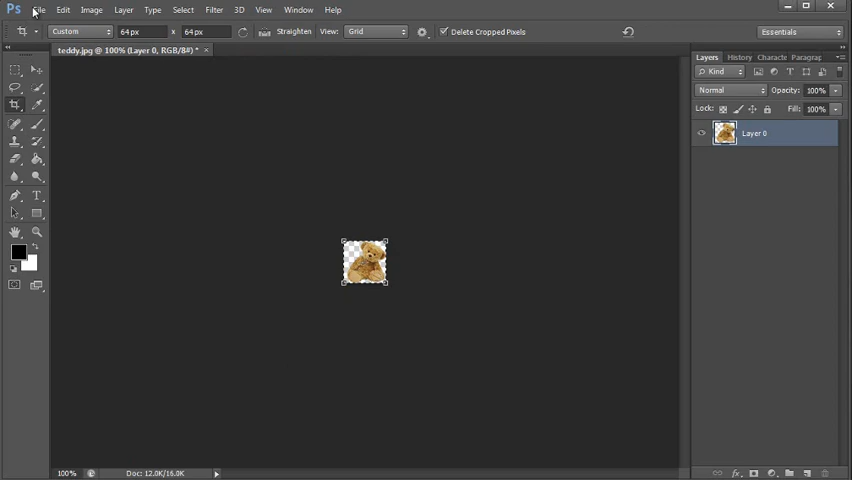 Ps File Edit Image Layer Type Select Filter 3D View Window Help
Custom 64 px x 64 px Straighten View: Grid Delete Cropped Pixels Essentials
teddy.jpg @ 100% (Layer 0, RGB/8#) * ×
Layers History Characte Paragrap
Kind
Normal Opacity: 100%
Lock: Fill: 100%
Layer 0
100% Doc: 12.0K/16.0K